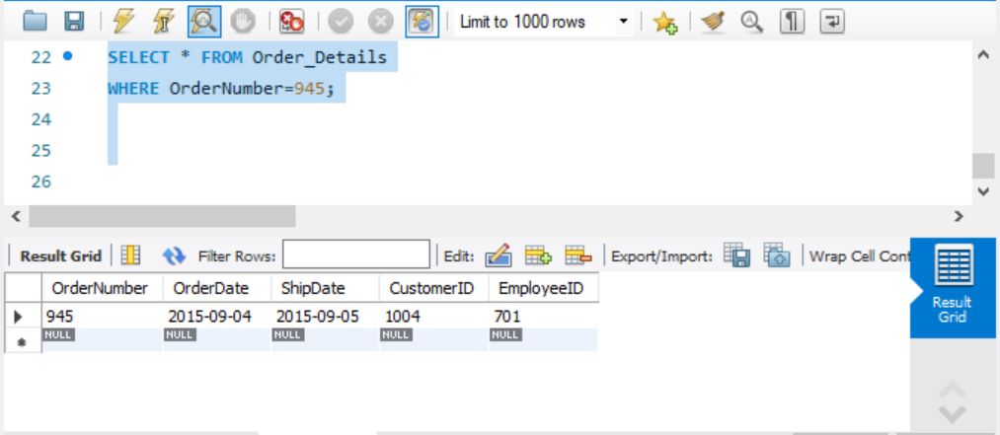 Limit to 1000 rows
22 SELECT * FROM Order_Details
23 WHERE OrderNumber=945;
24
25
26
Result Grid Filter Rows: Edit: Export/Import: Wrap Cell Cont
OrderNumber OrderDate ShipDate CustomerID EmployeeID
945 2015-09-04 2015-09-05 1004 701
NULL NULL NULL NULL NULL
Result
Grid